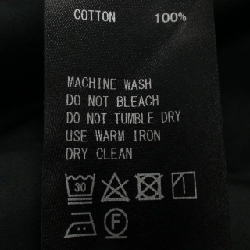 COTTON 100%
MACHINE WASH
DO NOT BLEACH
DO NOT TUMBLE DRY
USE WARM IRON
DRY CLEAN
30
F